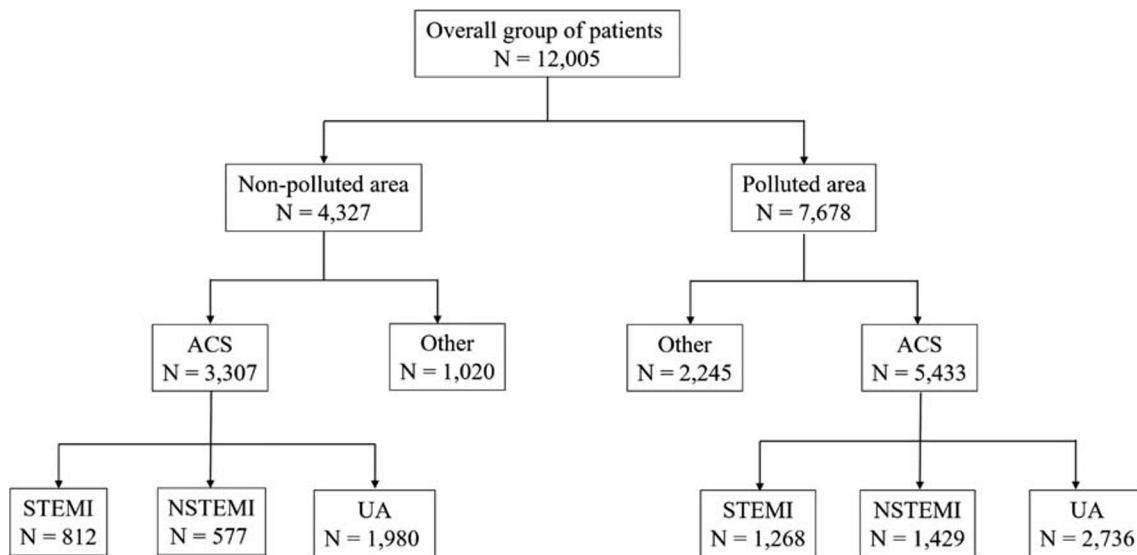 Overall group of patients
N = 12,005
Non-polluted area
N = 4,327
Polluted area
N = 7,678
ACS
N = 3,307
Other
N = 1,020
Other
N = 2,245
ACS
N = 5,433
STEMI
N = 812
NSTEMI
N = 577
UA
N = 1,980
STEMI
N = 1,268
NSTEMI
N = 1,429
UA
N = 2,736